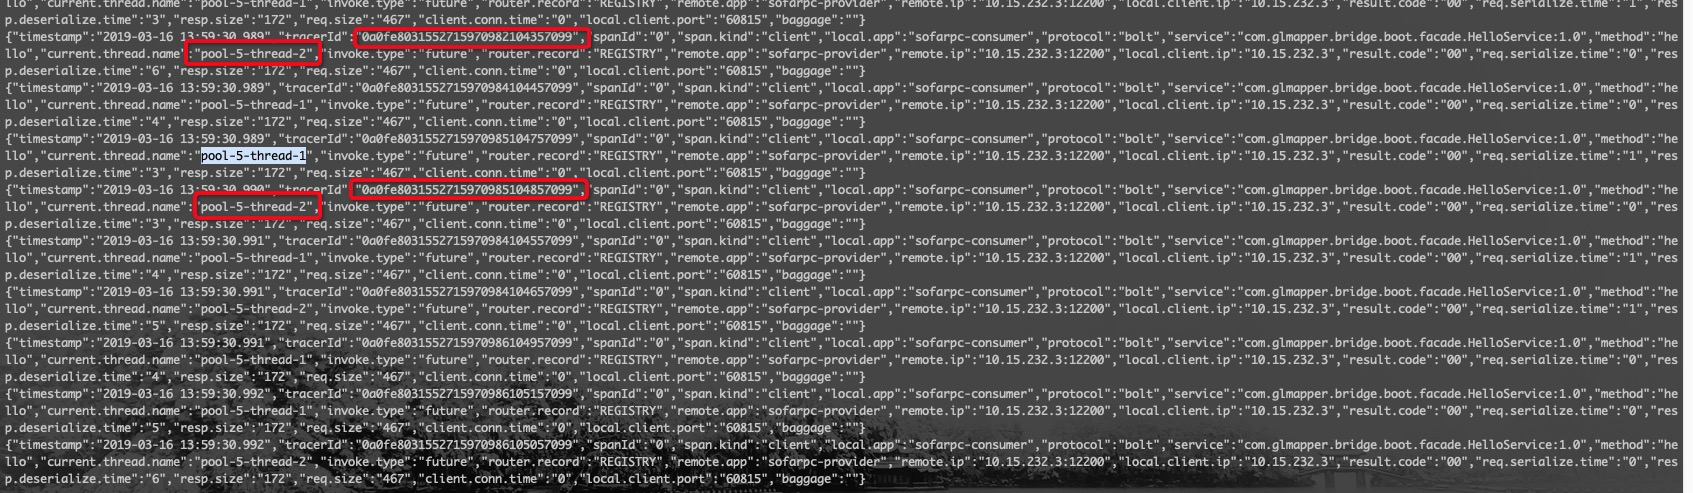 llo","current.thread.name":"pool-5-thread-1","invoke.type":"future","router.record":"REGISTRY","remote.app":"sofarpc-provider","remote.ip":"10.15.232.3:12200","local.client.ip":"10.15.232.3","result.code":"00","req.serialize.time":"1","res
p.deserialize.time":"3","resp.size":"172","req.size":"467","client.conn.time":"0","local.client.port":"60815","baggage":""}
{"timestamp":"2019-03-16 13:59:30.989","tracerId":"0a0fe8031552715970982104357099","spanId":"0","span.kind":"client","local.app":"sofarpc-consumer","protocol":"bolt","service":"com.glmapper.bridge.boot.facade.HelloService:1.0","method":"he
llo","current.thread.name":"pool-5-thread-2","invoke.type":"future","router.record":"REGISTRY","remote.app":"sofarpc-provider","remote.ip":"10.15.232.3:12200","local.client.ip":"10.15.232.3","result.code":"00","req.serialize.time":"0","res
p.deserialize.time":"6","resp.size":"172","req.size":"467","client.conn.time":"0","local.client.port":"60815","baggage":""}
{"timestamp":"2019-03-16 13:59:30.989","tracerId":"0a0fe8031552715970984104457099","spanId":"0","span.kind":"client","local.app":"sofarpc-consumer","protocol":"bolt","service":"com.glmapper.bridge.boot.facade.HelloService:1.0","method":"he
llo","current.thread.name":"pool-5-thread-1","invoke.type":"future","router.record":"REGISTRY","remote.app":"sofarpc-provider","remote.ip":"10.15.232.3:12200","local.client.ip":"10.15.232.3","result.code":"00","req.serialize.time":"0","res
p.deserialize.time":"4","resp.size":"172","req.size":"467","client.conn.time":"0","local.client.port":"60815","baggage":""}
{"timestamp":"2019-03-16 13:59:30.989","tracerId":"0a0fe8031552715970985104757099","spanId":"0","span.kind":"client","local.app":"sofarpc-consumer","protocol":"bolt","service":"com.glmapper.bridge.boot.facade.HelloService:1.0","method":"he
llo","current.thread.name":"pool-5-thread-1","invoke.type":"future","router.record":"REGISTRY","remote.app":"sofarpc-provider","remote.ip":"10.15.232.3:12200","local.client.ip":"10.15.232.3","result.code":"00","req.serialize.time":"1","res
p.deserialize.time":"3","resp.size":"172","req.size":"467","client.conn.time":"0","local.client.port":"60815","baggage":""}
{"timestamp":"2019-03-16 13:59:30.990","tracerId":"0a0fe8031552715970985104857099","spanId":"0","span.kind":"client","local.app":"sofarpc-consumer","protocol":"bolt","service":"com.glmapper.bridge.boot.facade.HelloService:1.0","method":"he
llo","current.thread.name":"pool-5-thread-2","invoke.type":"future","router.record":"REGISTRY","remote.app":"sofarpc-provider","remote.ip":"10.15.232.3:12200","local.client.ip":"10.15.232.3","result.code":"00","req.serialize.time":"0","res
p.deserialize.time":"3","resp.size":"172","req.size":"467","client.conn.time":"0","local.client.port":"60815","baggage":""}
{"timestamp":"2019-03-16 13:59:30.991","tracerId":"0a0fe8031552715970984104557099","spanId":"0","span.kind":"client","local.app":"sofarpc-consumer","protocol":"bolt","service":"com.glmapper.bridge.boot.facade.HelloService:1.0","method":"he
llo","current.thread.name":"pool-5-thread-1","invoke.type":"future","router.record":"REGISTRY","remote.app":"sofarpc-provider","remote.ip":"10.15.232.3:12200","local.client.ip":"10.15.232.3","result.code":"00","req.serialize.time":"1","res
p.deserialize.time":"4","resp.size":"172","req.size":"467","client.conn.time":"0","local.client.port":"60815","baggage":""}
{"timestamp":"2019-03-16 13:59:30.991","tracerId":"0a0fe8031552715970984104657099","spanId":"0","span.kind":"client","local.app":"sofarpc-consumer","protocol":"bolt","service":"com.glmapper.bridge.boot.facade.HelloService:1.0","method":"he
llo","current.thread.name":"pool-5-thread-2","invoke.type":"future","router.record":"REGISTRY","remote.app":"sofarpc-provider","remote.ip":"10.15.232.3:12200","local.client.ip":"10.15.232.3","result.code":"00","req.serialize.time":"1","res
p.deserialize.time":"5","resp.size":"172","req.size":"467","client.conn.time":"0","local.client.port":"60815","baggage":""}
{"timestamp":"2019-03-16 13:59:30.991","tracerId":"0a0fe8031552715970986104957099","spanId":"0","span.kind":"client","local.app":"sofarpc-consumer","protocol":"bolt","service":"com.glmapper.bridge.boot.facade.HelloService:1.0","method":"he
llo","current.thread.name":"pool-5-thread-1","invoke.type":"future","router.record":"REGISTRY","remote.app":"sofarpc-provider","remote.ip":"10.15.232.3:12200","local.client.ip":"10.15.232.3","result.code":"00","req.serialize.time":"0","res
p.deserialize.time":"4","resp.size":"172","req.size":"467","client.conn.time":"0","local.client.port":"60815","baggage":""}
{"timestamp":"2019-03-16 13:59:30.992","tracerId":"0a0fe8031552715970986105157099","spanId":"0","span.kind":"client","local.app":"sofarpc-consumer","protocol":"bolt","service":"com.glmapper.bridge.boot.facade.HelloService:1.0","method":"he
llo","current.thread.name":"pool-5-thread-1","invoke.type":"future","router.record":"REGISTRY","remote.app":"sofarpc-provider","remote.ip":"10.15.232.3:12200","local.client.ip":"10.15.232.3","result.code":"00","req.serialize.time":"0","res
p.deserialize.time":"5","resp.size":"172","req.size":"467","client.conn.time":"0","local.client.port":"60815","baggage":""}
{"timestamp":"2019-03-16 13:59:30.992","tracerId":"0a0fe8031552715970986105057099","spanId":"0","span.kind":"client","local.app":"sofarpc-consumer","protocol":"bolt","service":"com.glmapper.bridge.boot.facade.HelloService:1.0","method":"he
llo","current.thread.name":"pool-5-thread-2","invoke.type":"future","router.record":"REGISTRY","remote.app":"sofarpc-provider","remote.ip":"10.15.232.3:12200","local.client.ip":"10.15.232.3","result.code":"00","req.serialize.time":"0","res
p.deserialize.time":"6","resp.size":"172","req.size":"467","client.conn.time":"0","local.client.port":"60815","baggage":""}